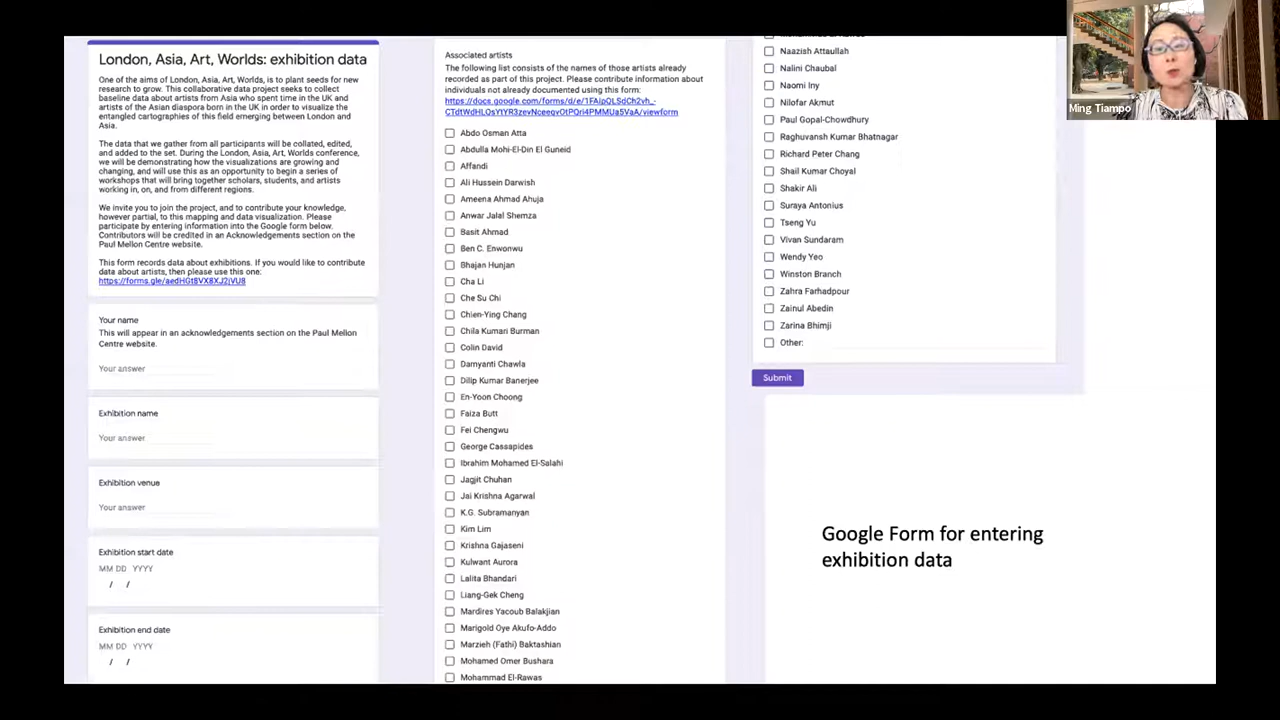 London, Asia, Art, Worlds: exhibition data
One of the aims of London, Asia, Art, Worlds, is to plant seeds for new
research to grow. This collaborative data project seeks to collect
baseline data about artists from Asia who spent time in the UK and
artists of the Asian diaspora born in the UK in order to visualize the
entangled cartographies of this field emerging between London and
Asia.
The data that we gather from all participants will be collated, edited,
and added to the set. During the London, Asia, Art, Worlds conference,
we will be demonstrating how the visualizations are growing and
changing, and will use this as an opportunity to begin a series of
workshops that will bring together scholars, students, and artists
working in, on, and from different regions.
We invite you to join the project, and to contribute your knowledge,
however partial, to this mapping and data visualization. Please
participate by entering information into the Google form below.
Contributors will be credited in an Acknowledgements section on the
Paul Mellon Centre website.
This form records data about exhibitions. If you would like to contribute
data about artists, then please use this one:
https://forms.gle/aedHGt8VX8XJ2jVU8
Your name
This will appear in an acknowledgements section on the Paul Mellon
Centre website.
Your answer
Exhibition name
Your answer
Exhibition venue
Your answer
Exhibition start date
MM DD YYYY
/ /
Exhibition end date
MM DD YYYY
/ /
Associated artists
The following list consists of the names of those artists already
recorded as part of this project. Please contribute information about
individuals not already documented using this form:
Abdo Osman Atta
Abdulla Mohi-El-Din El Guneid
Affandi
Ali Hussein Darwish
Ameena Ahmad Ahuja
Anwar Jalal Shemza
Basit Ahmad
Ben C. Enwonwu
Bhajan Hunjan
Cha Li
Che Su Chi
Chien-Ying Chang
Chila Kumari Burman
Colin David
Damyanti Chawla
Dilip Kumar Banerjee
En-Yoon Choong
Faiza Butt
Fei Chengwu
George Cassapides
Ibrahim Mohamed El-Salahi
Jagjit Chuhan
Jai Krishna Agarwal
K.G. Subramanyan
Kim Lim
Krishna Gajaseni
Kulwant Aurora
Lalita Bhandari
Liang-Gek Cheng
Mardires Yacoub Balakjian
Marigold Oye Akufo-Addo
Marzieh (Fathi) Baktashian
Mohamed Omer Bushara
Mohammad El-Rawas
Naazish Attaullah
Nalini Chaubal
Naomi Iny
Nilofar Akmut
Paul Gopal-Chowdhury
Raghuvansh Kumar Bhatnagar
Richard Peter Chang
Shail Kumar Choyal
Shakir Ali
Suraya Antonius
Tseng Yu
Vivan Sundaram
Wendy Yeo
Winston Branch
Zahra Farhadpour
Zainul Abedin
Zarina Bhimji
Other:
Submit
Google Form for entering
exhibition data
Ming Tiampo